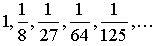 1, 1/8, 1/27, 1/64, 1/125, ...